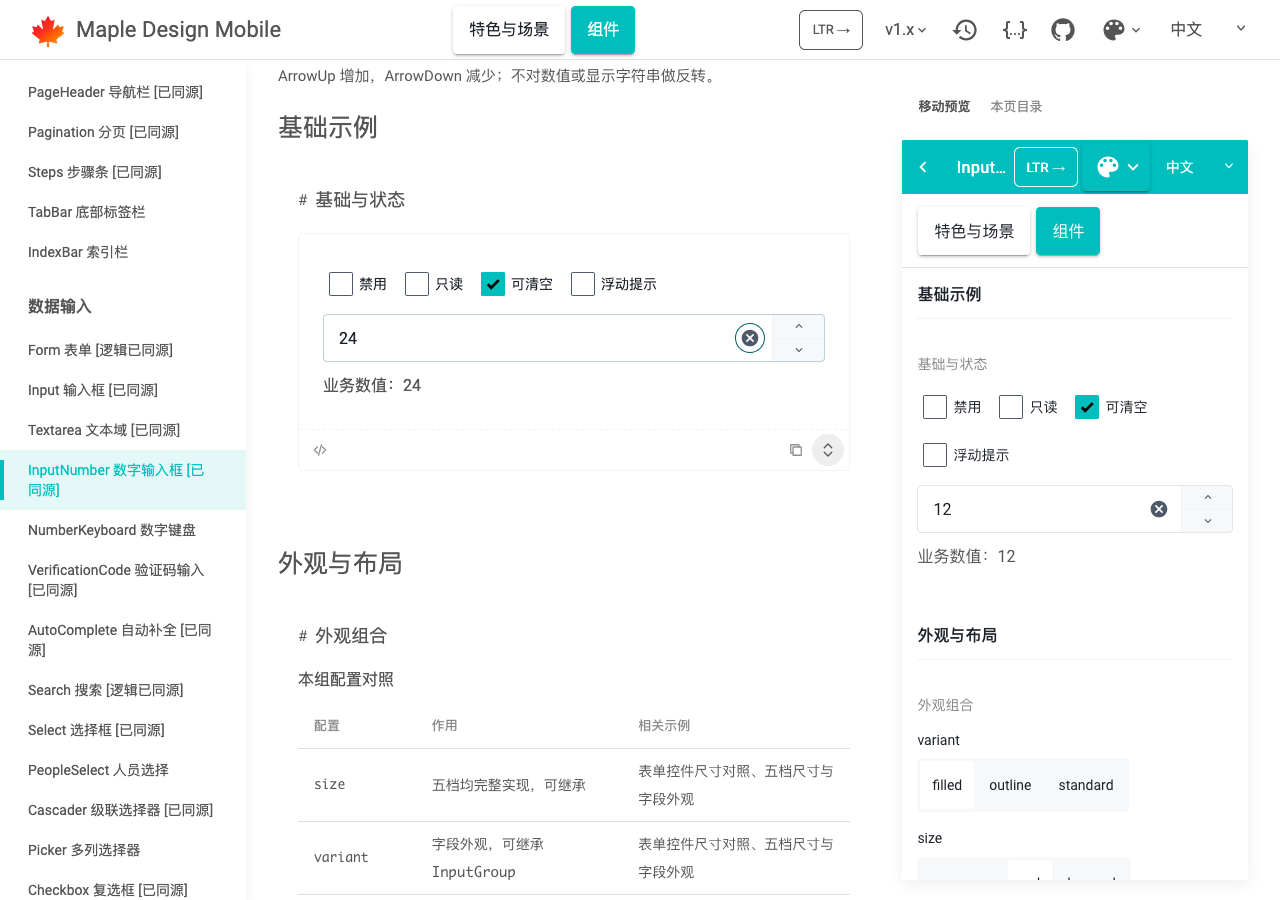 Maple Design Mobile
特色与场景
组件
LTR →
v1.x
{..}
中文
PageHeader 导航栏 [已同源]
Pagination 分页 [已同源]
Steps 步骤条 [已同源]
TabBar 底部标签栏
IndexBar 索引栏
数据输入
Form 表单 [逻辑已同源]
Input 输入框 [已同源]
Textarea 文本域 [已同源]
InputNumber 数字输入框 [已
同源]
NumberKeyboard 数字键盘
VerificationCode 验证码输入
[已同源]
AutoComplete 自动补全 [已同
源]
Search 搜索 [逻辑已同源]
Select 选择框 [已同源]
PeopleSelect 人员选择
Cascader 级联选择器 [已同源]
Picker 多列选择器
Checkbox 复选框 [已同源]
ArrowUp 增加，ArrowDown 减少；不对数值或显示字符串做反转。
基础示例
# 基础与状态
禁用
只读
可清空
浮动提示
24
业务数值：24
外观与布局
# 外观组合
本组配置对照
配置 作用 相关示例
size 五档均完整实现，可继承 表单控件尺寸对照、五档尺寸与
字段外观
variant 字段外观，可继承 表单控件尺寸对照、五档尺寸与
InputGroup 字段外观
移动预览 本页目录
Input...
LTR →
中文
特色与场景
组件
基础示例
基础与状态
禁用
只读
可清空
浮动提示
12
业务数值：12
外观与布局
外观组合
variant
filled outline standard
size